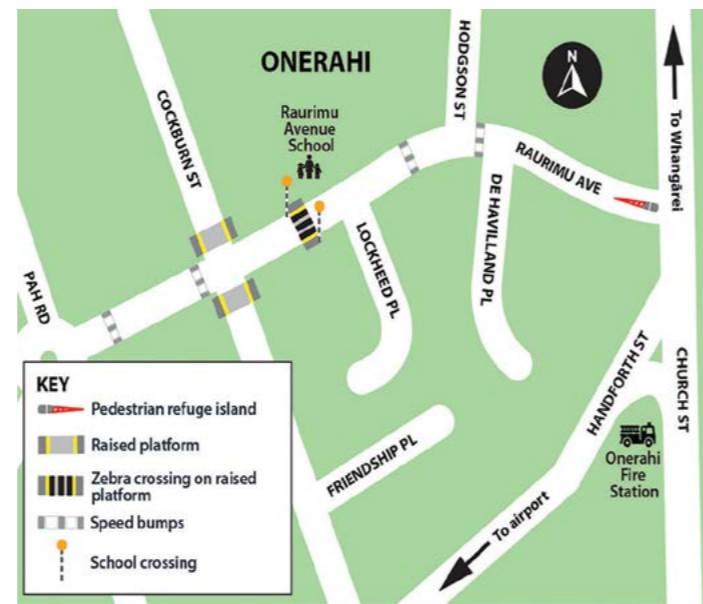 ONERAHI
N
HODGSON ST
To Whangārei
COCKBURN ST
Raurimu
Avenue
School
RAURIMU AVE
DE HAVILLAND PL
LOCKHEED PL
PAH RD
HANDFORTH ST
CHURCH ST
FRIENDSHIP PL
Onerahi
Fire
Station
To airport
KEY
Pedestrian refuge island
Raised platform
Zebra crossing on raised
platform
Speed bumps
School crossing